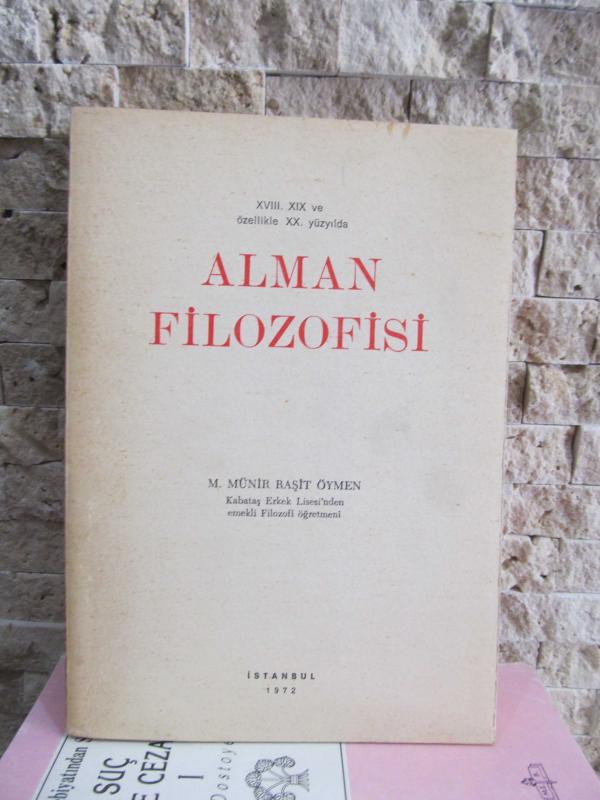 XVIII. XIX ve
özellikle XX. yüzyılda
ALMAN
FİLOZOFİSİ
M. MÜNİR RAŞİT ÖYMEN
Kabataş Erkek Lisesi'nden
emekli Filozofi öğretmeni
İSTANBUL
1972
SUÇ
E CEZA
I